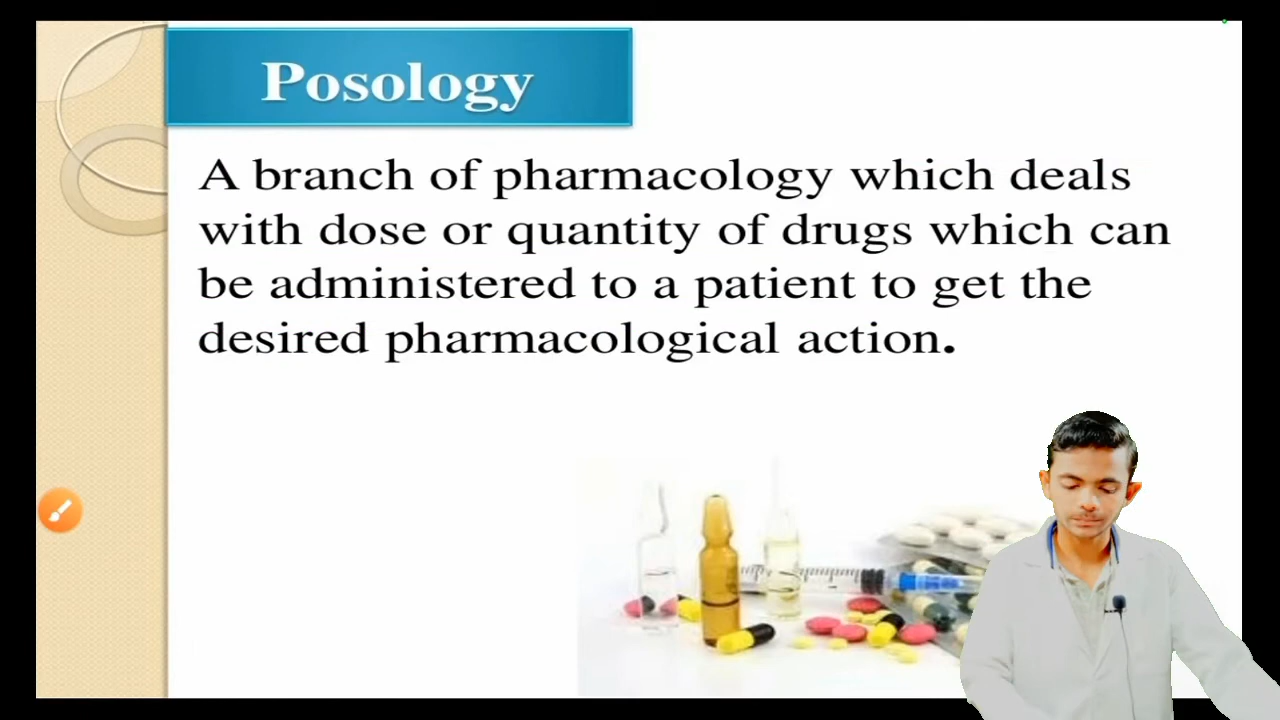 Posology
A branch of pharmacology which deals
with dose or quantity of drugs which can
be administered to a patient to get the
desired pharmacological action.